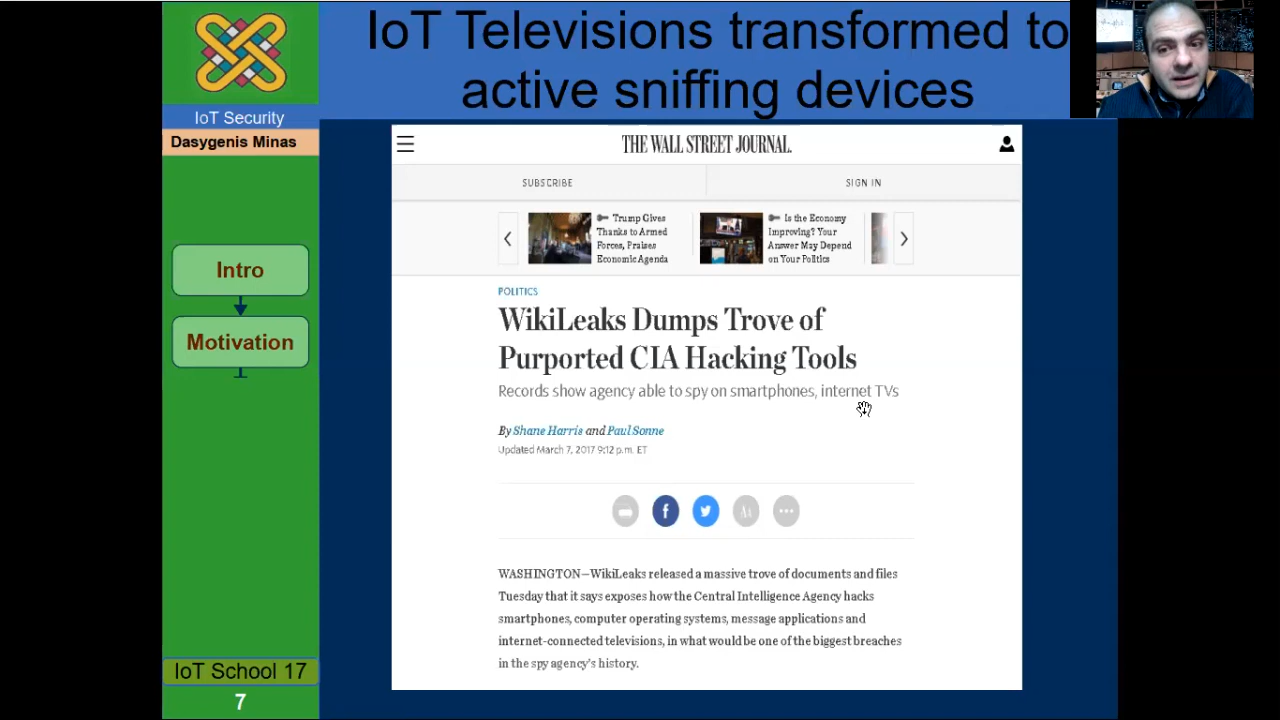 IoT Televisions transformed to
active sniffing devices
IoT Security
Dasygenis Minas
Intro
Motivation
IoT School 17
7
THE WALL STREET JOURNAL.
SUBSCRIBE
SIGN IN
Trump Gives
Thanks to Armed
Forces, Praises
Economic Agenda
Is the Economy
Improving? Your
Answer May Depend
on Your Politics
POLITICS
WikiLeaks Dumps Trove of
Purported CIA Hacking Tools
Records show agency able to spy on smartphones, internet TVs
By Shane Harris and Paul Sonne
Updated March 7, 2017 9:12 p.m. ET
f
AA
WASHINGTON—WikiLeaks released a massive trove of documents and files
Tuesday that it says exposes how the Central Intelligence Agency hacks
smartphones, computer operating systems, message applications and
internet-connected televisions, in what would be one of the biggest breaches
in the spy agency's history.